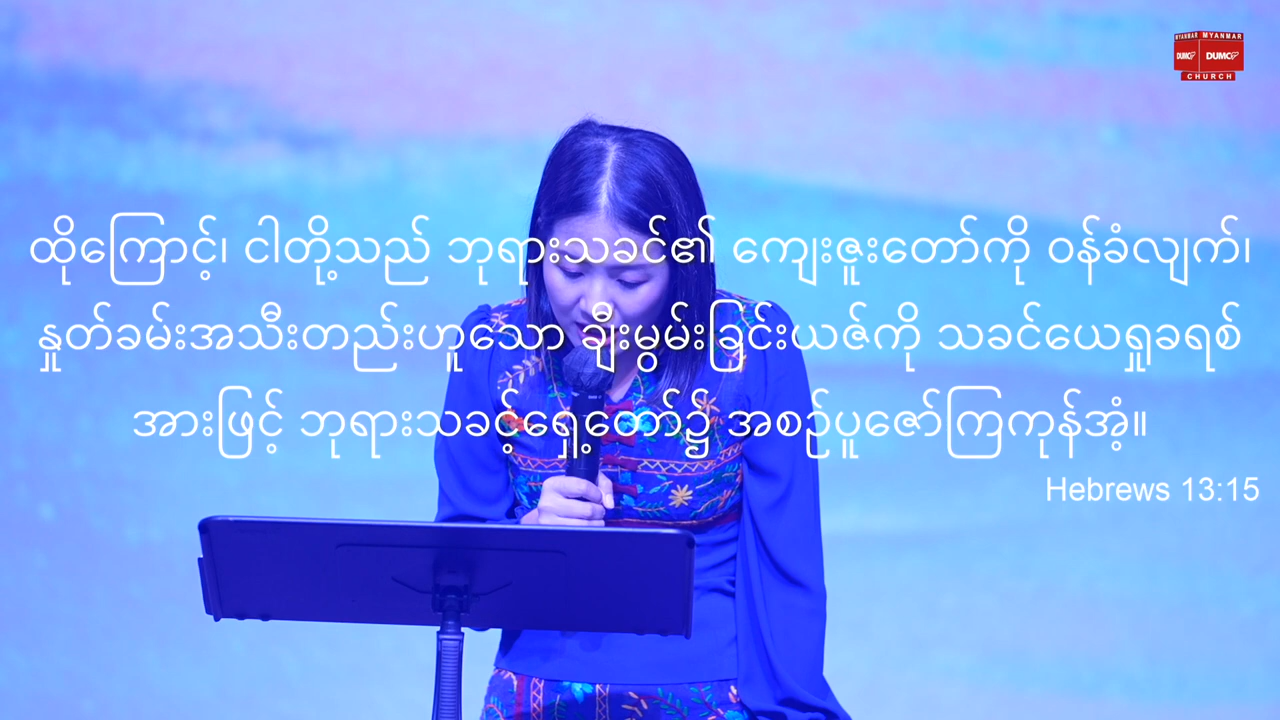 MYANMAR MYANMAR
DUMC DUMC
CHURCH
ထိုကြောင့်၊ ငါတို့သည် ဘုရားသခင်၏ ကျေးဇူးတော်ကို ဝန်ခံလျက်၊
နှုတ်ခမ်းအသီးတည်းဟူသော ချီးမွမ်းခြင်းယဇ်ကို သခင်ယေရှုခရစ်
အားဖြင့် ဘုရားသခင့်ရှေ့တော်၌ အစဉ်ပူဇော်ကြကုန်အံ့။
Hebrews 13:15